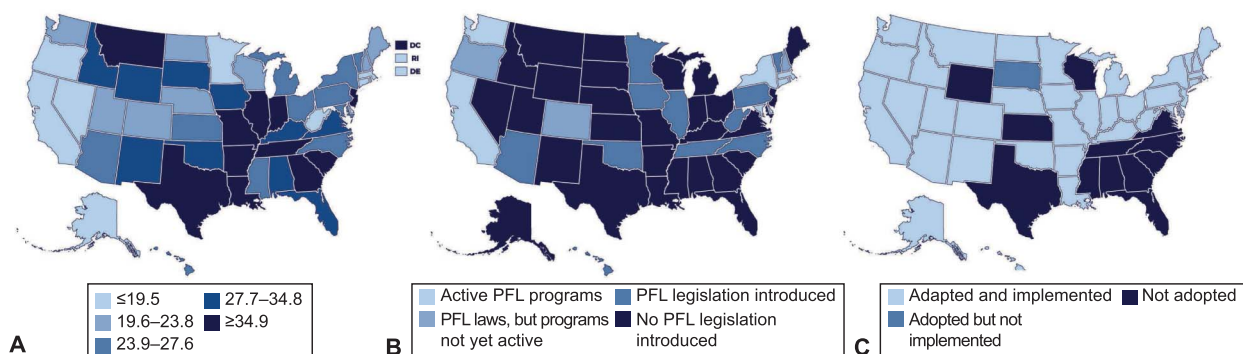 DC
RI
DE
A
≤19.5
19.6–23.8
23.9–27.6
27.7–34.8
≥34.9
B
Active PFL programs
PFL laws, but programs
not yet active
PFL legislation introduced
No PFL legislation
introduced
C
Adapted and implemented
Adopted but not
implemented
Not adopted